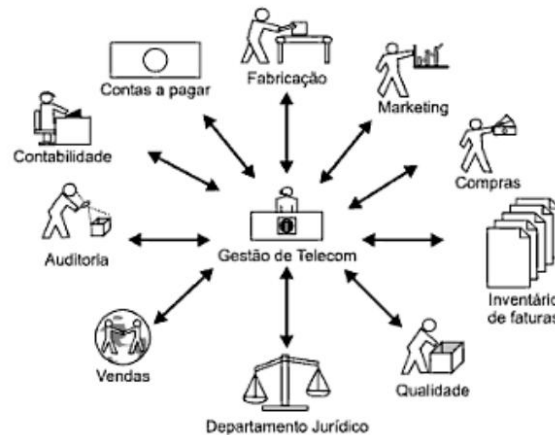 Fabricação
Contas a pagar
Marketing
Contabilidade
Compras
Auditoria
Gestão de Telecom
Inventário
de faturas
Vendas
Qualidade
Departamento Jurídico